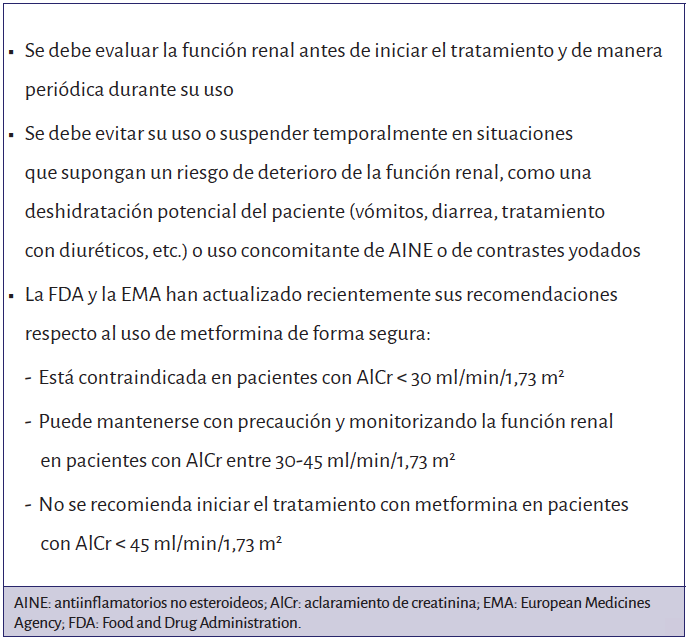 ▪ Se debe evaluar la función renal antes de iniciar el tratamiento y de manera
periódica durante su uso
▪ Se debe evitar su uso o suspender temporalmente en situaciones
que supongan un riesgo de deterioro de la función renal, como una
deshidratación potencial del paciente (vómitos, diarrea, tratamiento
con diuréticos, etc.) o uso concomitante de AINE o de contrastes yodados
▪ La FDA y la EMA han actualizado recientemente sus recomendaciones
respecto al uso de metformina de forma segura:
- Está contraindicada en pacientes con AlCr < 30 ml/min/1,73 m²
- Puede mantenerse con precaución y monitorizando la función renal
en pacientes con AlCr entre 30-45 ml/min/1,73 m²
- No se recomienda iniciar el tratamiento con metformina en pacientes
con AlCr < 45 ml/min/1,73 m²
AINE: antiinflamatorios no esteroideos; AlCr: aclaramiento de creatinina; EMA: European Medicines
Agency; FDA: Food and Drug Administration.